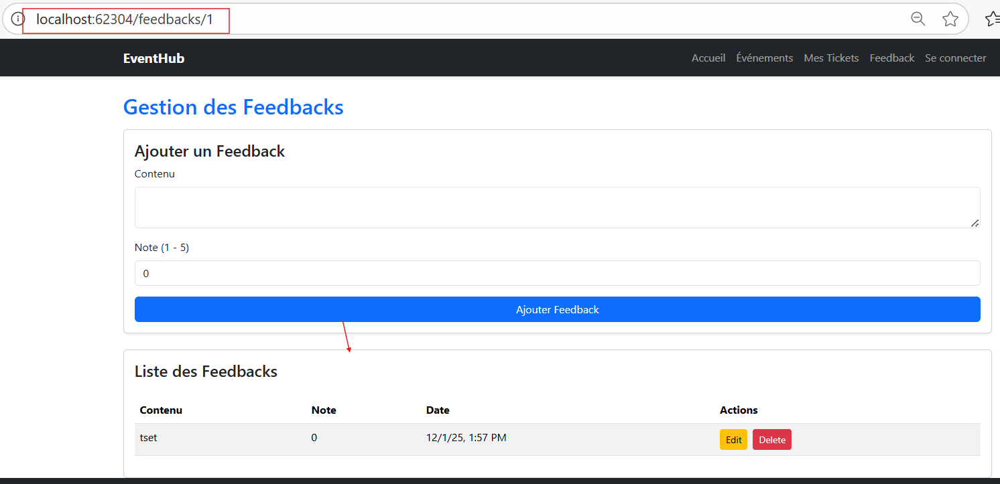 localhost:62304/feedbacks/1
EventHub Accueil Événements Mes Tickets Feedback Se connecter
Gestion des Feedbacks
Ajouter un Feedback
Contenu
Note (1 - 5)
0
Ajouter Feedback
Liste des Feedbacks
Contenu Note Date Actions
tset 0 12/1/25, 1:57 PM Edit Delete